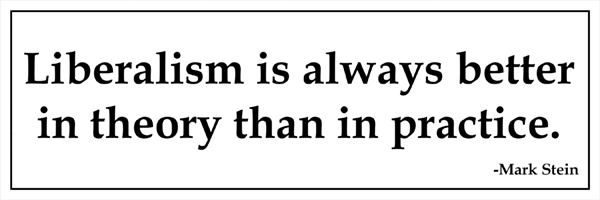 Liberalism is always better
in theory than in practice.
-Mark Stein